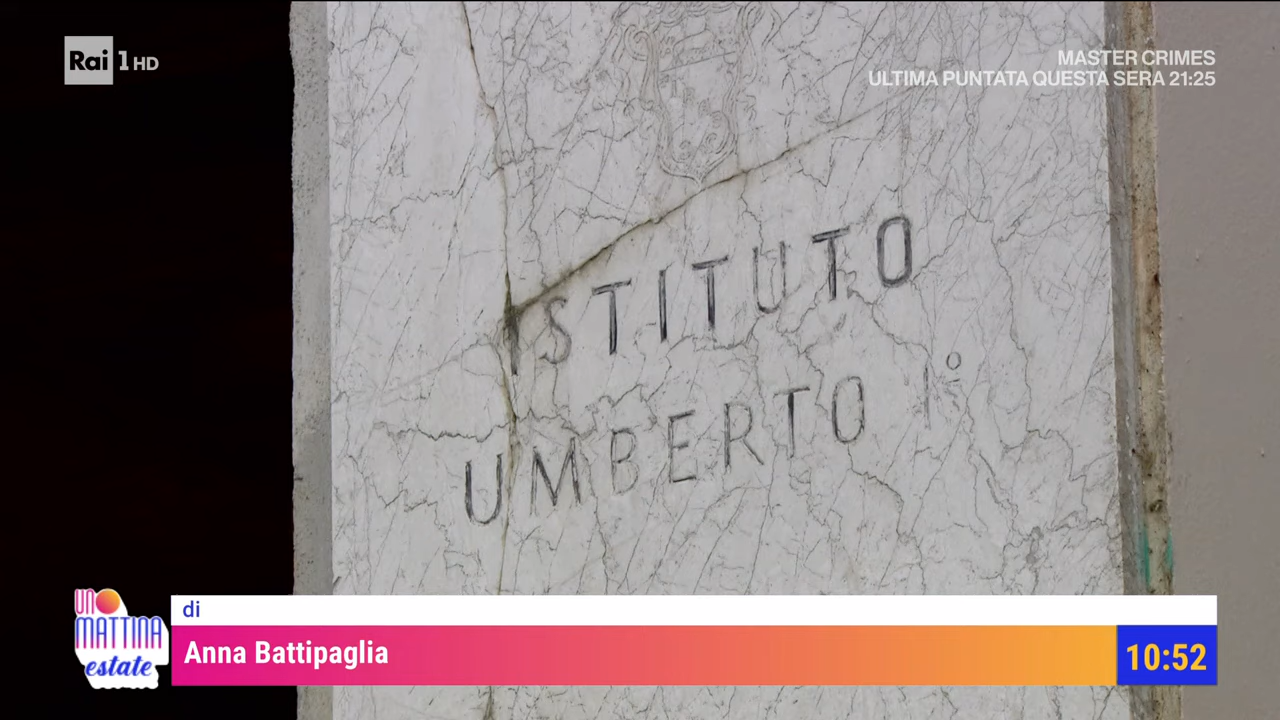 Rai 1 HD
MASTER CRIMES
ULTIMA PUNTATA QUESTA SERA 21:25
ISTITUTO
UMBERTO I°
di
UNO MATTINA estate
Anna Battipaglia
10:52